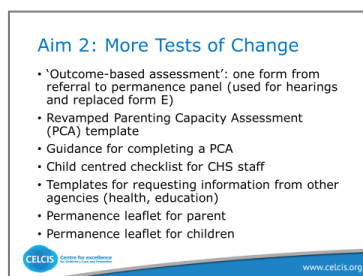 Aim 2: More Tests of Change
• ‘Outcome-based assessment’: one form from
referral to permanence panel (used for hearings
and replaced form E)
• Revamped Parenting Capacity Assessment
(PCA) template
• Guidance for completing a PCA
• Child centred checklist for CHS staff
• Templates for requesting information from other
agencies (health, education)
• Permanence leaflet for parent
• Permanence leaflet for children
CELCIS
Centre for excellence
for Children's Care and Protection
www.celcis.org